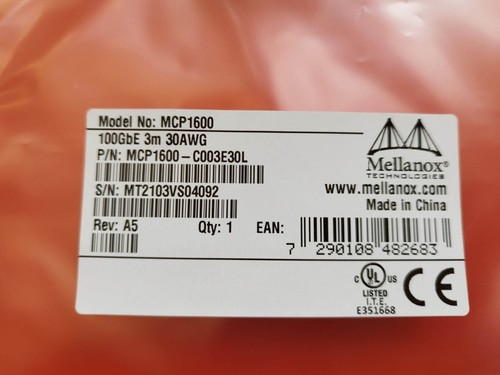 Model No: MCP1600
100GbE 3m 30AWG
P/N: MCP1600-C003E30L
S/N: MT2103VS04092
Rev: A5 Qty: 1 EAN:
7 290108 482683
Mellanox®
TECHNOLOGIES
www.mellanox.com
Made in China
C UL US
LISTED
I.T.E.
E351668
CE